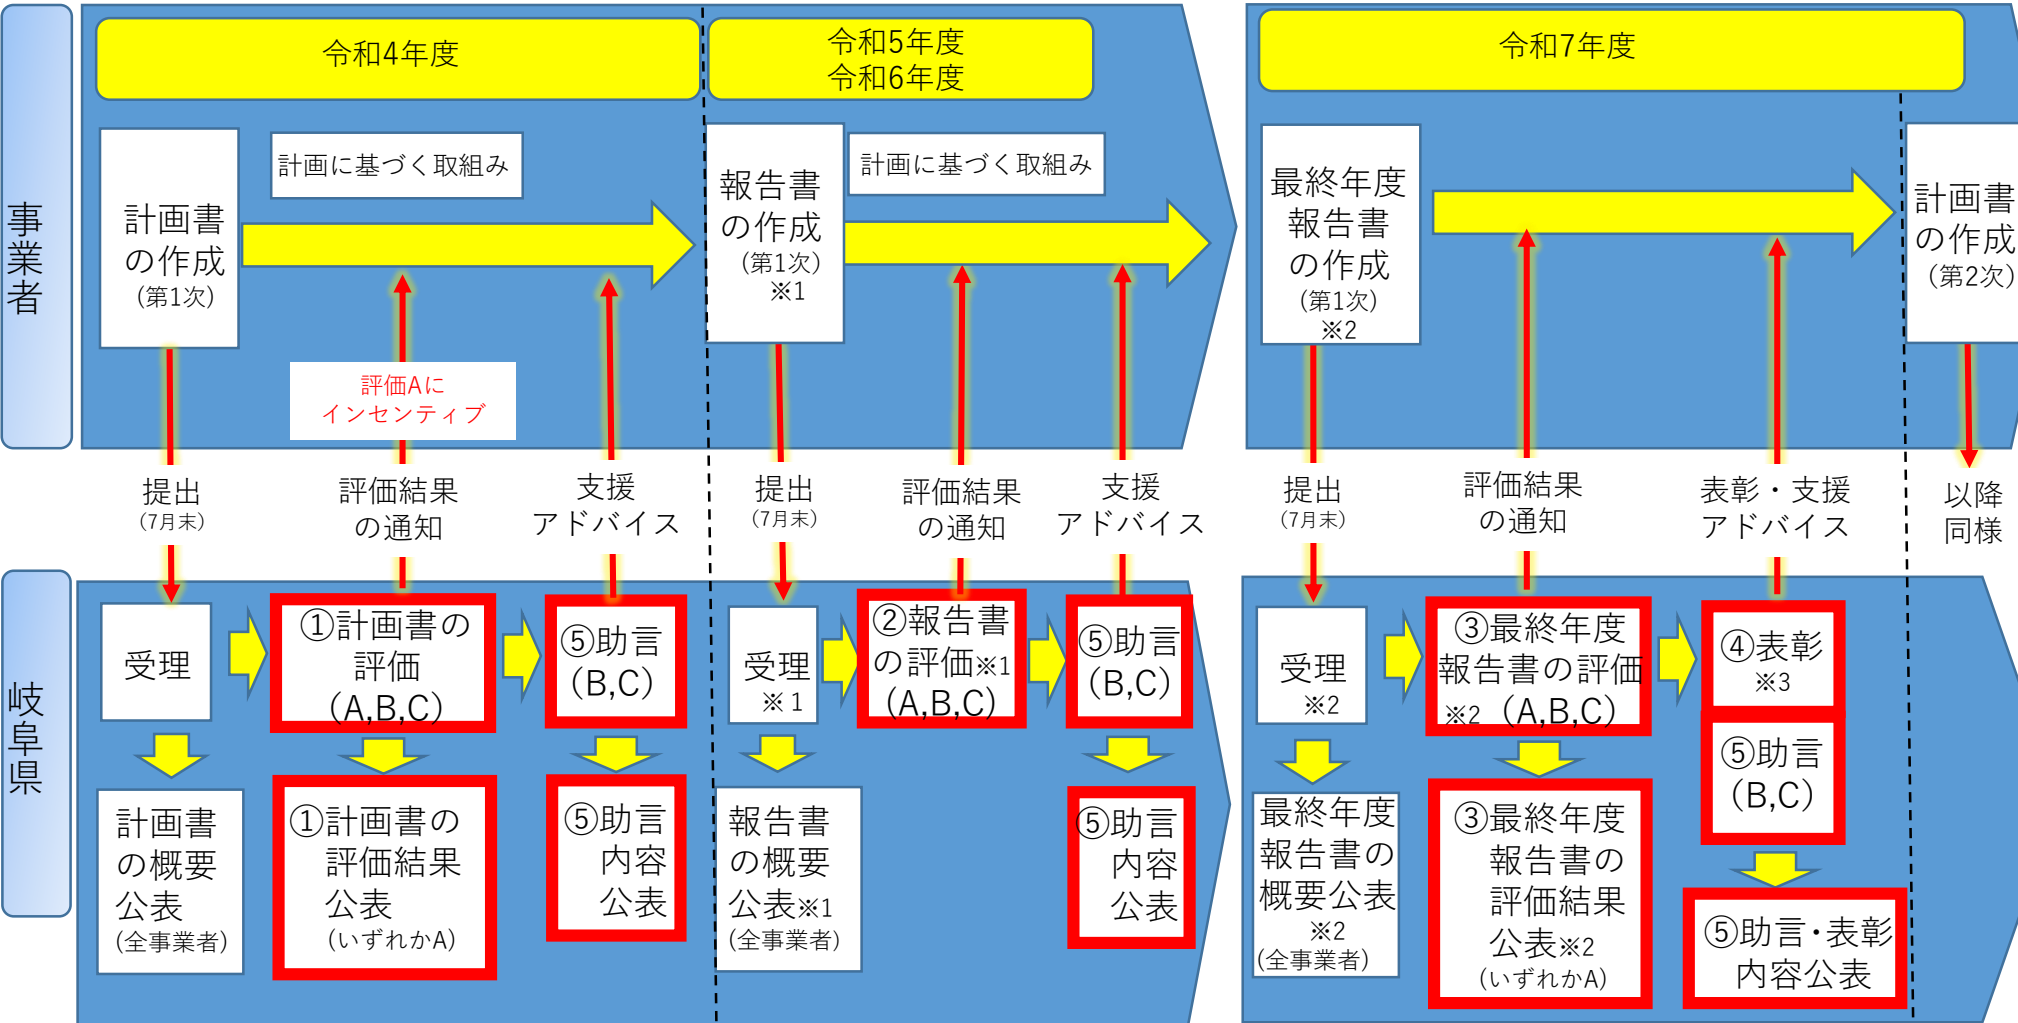 事業者
令和4年度
令和5年度
令和6年度
令和7年度
計画書
の作成
(第1次)
計画に基づく取組み
報告書
の作成
(第1次)
※1
計画に基づく取組み
最終年度
報告書
の作成
(第1次)
※2
計画書
の作成
(第2次)
評価Aに
インセンティブ
提出
(7月末)
評価結果
の通知
支援
アドバイス
提出
(7月末)
評価結果
の通知
支援
アドバイス
提出
(7月末)
評価結果
の通知
表彰・支援
アドバイス
以降
同様
岐阜県
受理
①計画書の
評価
(A,B,C)
⑤助言
(B,C)
受理
※1
②報告書
の評価※1
(A,B,C)
⑤助言
(B,C)
受理
※2
③最終年度
報告書の評価
※2 (A,B,C)
④表彰
※3
⑤助言
(B,C)
計画書
の概要
公表
(全事業者)
①計画書の
評価結果
公表
(いずれかA)
⑤助言
内容
公表
報告書
の概要
公表※1
(全事業者)
⑤助言
内容
公表
最終年度
報告書の
概要公表
※2
(全事業者)
③最終年度
報告書の
評価結果
公表※2
(いずれかA)
⑤助言・表彰
内容公表